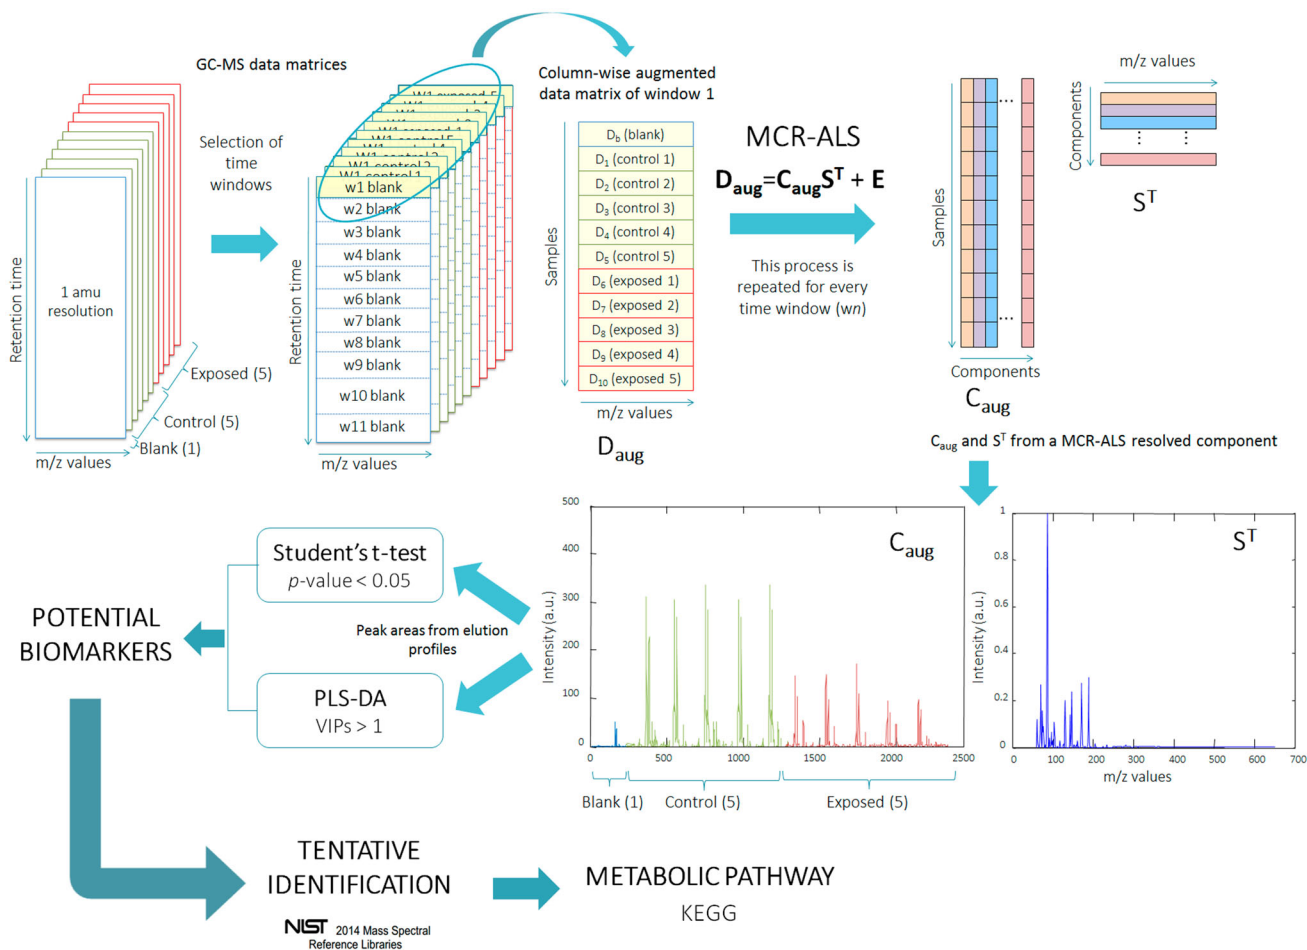 GC-MS data matrices
Retention time
1 amu
resolution
m/z values
Exposed (5)
Control (5)
Blank (1)
Selection of
time
windows
Retention time
W1 exposed 5
W1 control 2
W1 control 1
w1 blank
w2 blank
w3 blank
w4 blank
w5 blank
w6 blank
w7 blank
w8 blank
w9 blank
w10 blank
w11 blank
m/z values
Column-wise augmented
data matrix of window 1
Samples
D_b (blank)
D_1 (control 1)
D_2 (control 2)
D_3 (control 3)
D_4 (control 4)
D_5 (control 5)
D_6 (exposed 1)
D_7 (exposed 2)
D_8 (exposed 3)
D_9 (exposed 4)
D_10 (exposed 5)
m/z values
D_aug
MCR-ALS
D_aug=C_augS^T + E
This process is
repeated for every
time window (wn)
Samples
...
...
Components
C_aug
m/z values
Components
S^T
C_aug and S^T from a MCR-ALS resolved component
Intensity (a.u.)
500
400
300
200
100
0
C_aug
0
500
1000
1500
2000
2500
Blank (1)
Control (5)
Exposed (5)
Intensity (a.u.)
1
0.8
0.6
0.4
0.2
0
S^T
0
100
200
300
400
500
600
700
m/z values
Student's t-test
p-value < 0.05
Peak areas from elution
profiles
PLS-DA
VIPs > 1
POTENTIAL
BIOMARKERS
TENTATIVE
IDENTIFICATION
NIST 2014 Mass Spectral
Reference Libraries
METABOLIC PATHWAY
KEGG